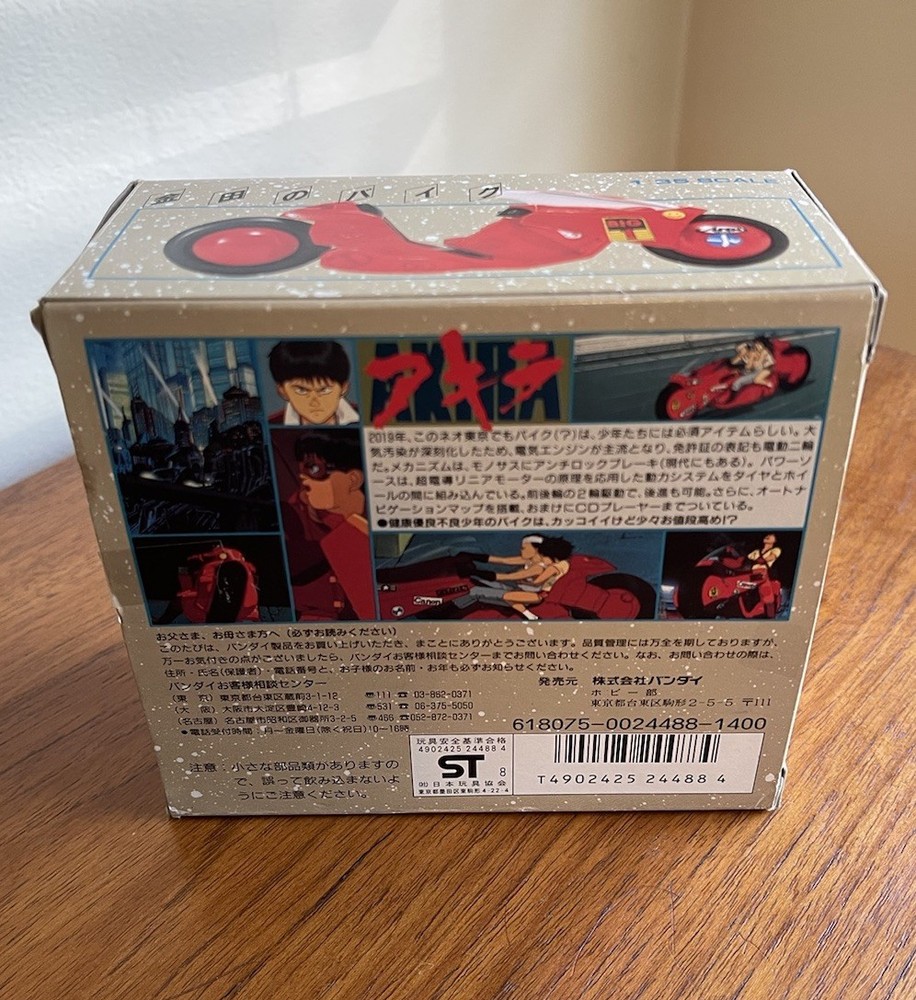 金田のバイク
1:35 SCALE
BIG
アキラ
AKIRA
2019年、このネオ東京でもバイク(?)は、少年たちには必須アイテムらしい。大
気汚染が深刻化したため、電気エンジンが主流となり、免許証の表記も電動二輪
だ。メカニズムは、モノサスにアンチロックブレーキ(現代にもある)。パワーソ
ースは、超電導リニアモーターの原理を応用した動力システムをタイヤとホイ
ールの間に組み込んでいる。前後輪の2輪駆動で、後進も可能。さらに、オートナ
ビゲーションマップを搭載、おまけにCDプレーヤーまでついている。
●健康優良不良少年のバイクは、カッコイイけど少々お値段高め!?
Canon
お父さま、お母さま方へ(必ずお読みください)
このたびは、バンダイ製品をお買い上げいただき、まことにありがとうございます。品質管理には万全を期しておりますが、
万一お気付きの点がございましたら、バンダイお客様相談センターまでお問い合わせください。なお、お問い合わせの際は、
住所・氏名(保護者)・電話番号と、お子様のお名前・お年も必ずお知らせください。
バンダイお客様相談センター
(東京)東京都台東区蔵前3-1-12 〠111 ☎ 03-862-0371
(大阪)大阪市大淀区豊崎4-12-3 〠531 ☎ 06-375-5050
(名古屋)名古屋市昭和区御器所3-2-5 〠466 ☎052-872-0371
●電話受付時間:月~金曜日(除く祝日)10~16時
発売元 株式会社バンダイ
ホビー部
東京都台東区駒形2-5-5 〒111
618075-0024488-1400
注意:小さな部品類がありますの
で、誤って飲み込まないよ
うにご注意ください。
玩具安全基準合格
4902425 24488 4
ST 8
㈳日本玩具協会
東京都墨田区東駒形4-22-4
T4902425 24488 4